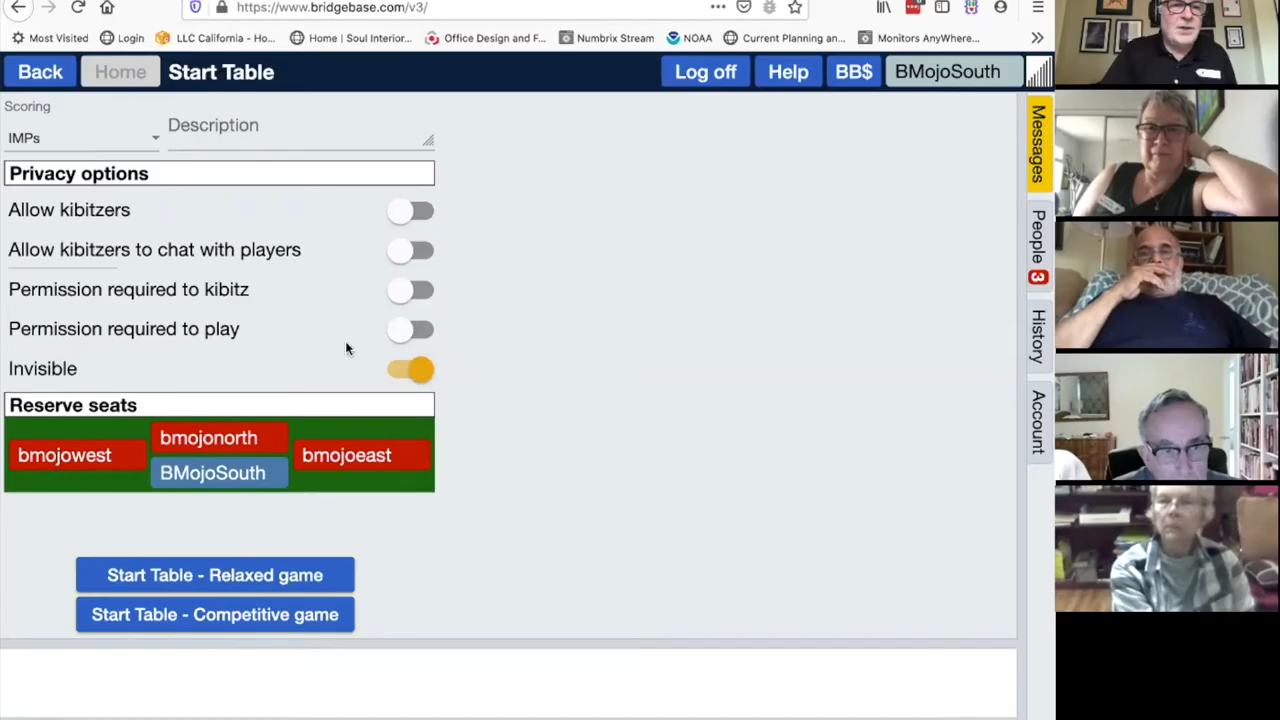 https://www.bridgebase.com/v3/
Most Visited Login LLC California - Ho... Home | Soul Interior... Office Design and F... Numbrix Stream NOAA Current Planning an... Monitors AnyWhere...
Back Home Start Table Log off Help BB$ BMojoSouth
Scoring
IMPs Description
Privacy options
Allow kibitzers
Allow kibitzers to chat with players
Permission required to kibitz
Permission required to play
Invisible
Reserve seats
bmojonorth
bmojowest bmojoeast
BMojoSouth
Start Table - Relaxed game
Start Table - Competitive game
Messages
People 3
History
Account